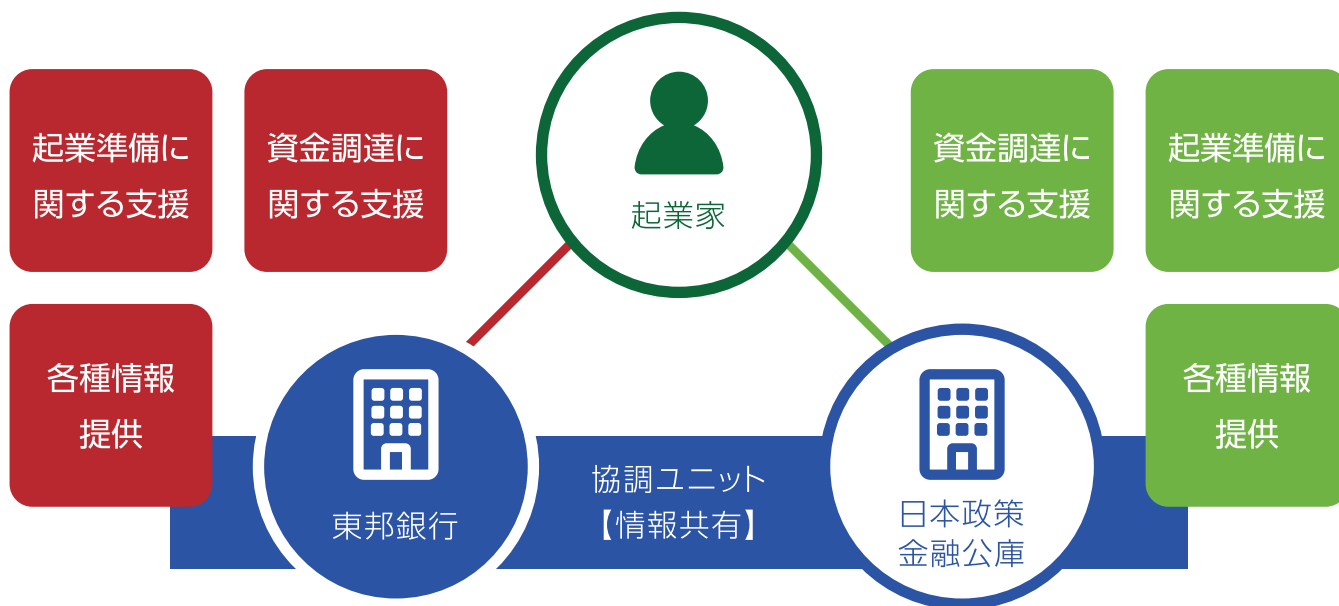 起業準備に
関する支援
資金調達に
関する支援
起業家
資金調達に
関する支援
起業準備に
関する支援
各種情報
提供
各種情報
提供
東邦銀行
協調ユニット
【情報共有】
日本政策
金融公庫